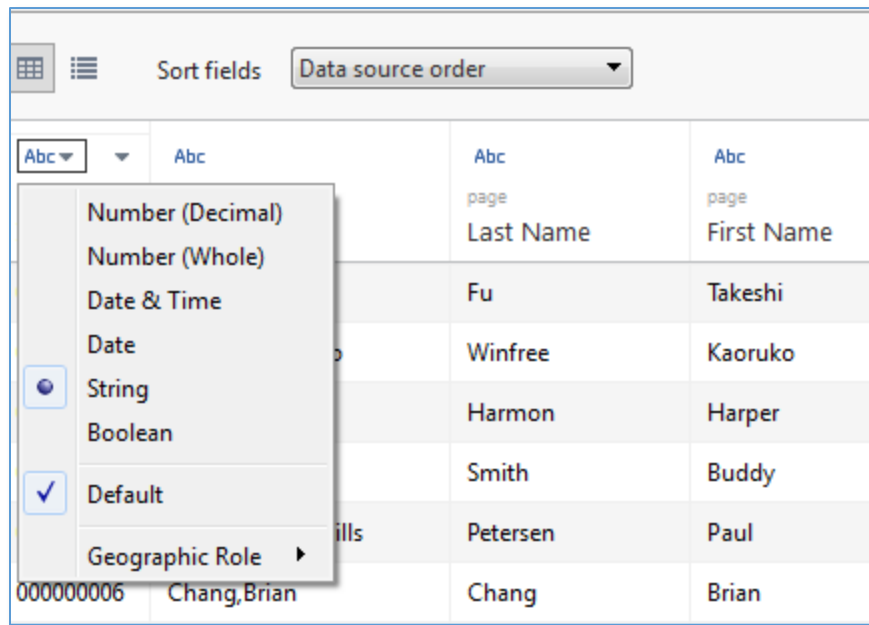 Sort fields Data source order
Abc Abc Abc Abc
page page
Last Name First Name
Number (Decimal)
Number (Whole)
Date & Time
Date
String
Boolean
Default
Geographic Role
Fu Takeshi
Winfree Kaoruko
Harmon Harper
Smith Buddy
ills Petersen Paul
000000006 Chang,Brian Chang Brian